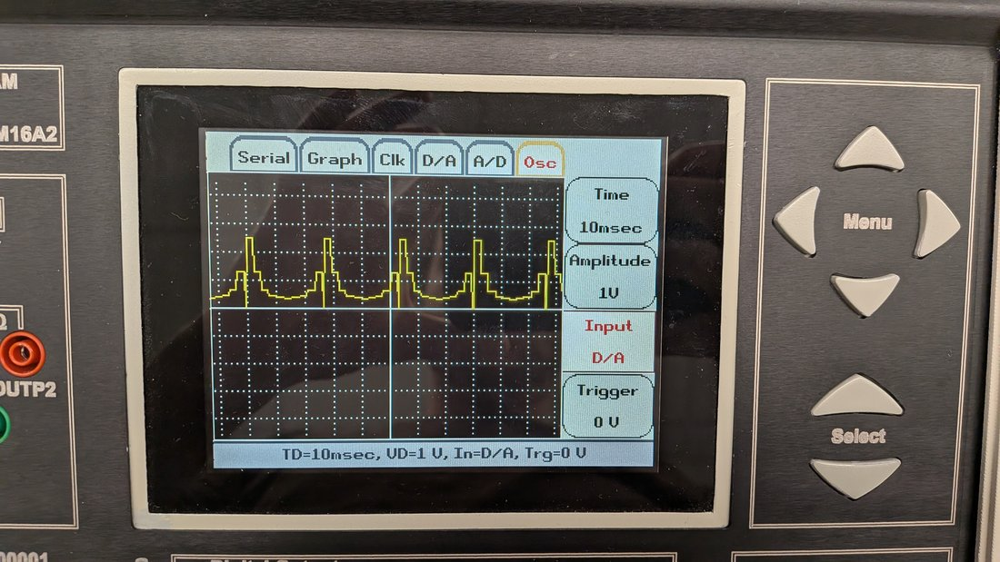 M
M16A2
Serial Graph Clk D/A A/D Osc
Time
10msec
Amplitude
1V
Input
D/A
Trigger
0 V
TD=10msec, VD=1 V, In=D/A, Trg=0 V
Menu
Select
OUTP2